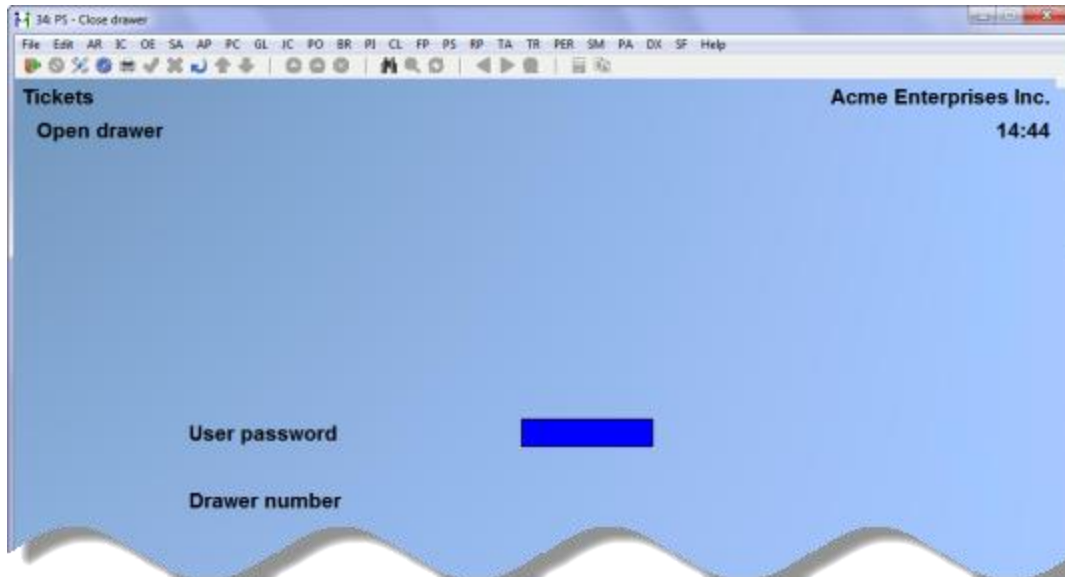 34: PS - Close drawer
File Edit AR IC OE SA AP PC GL JC PO BR PI CL FP PS RP TA TR PER SM PA DX SF Help
Tickets Acme Enterprises Inc.
Open drawer 14:44
User password
Drawer number